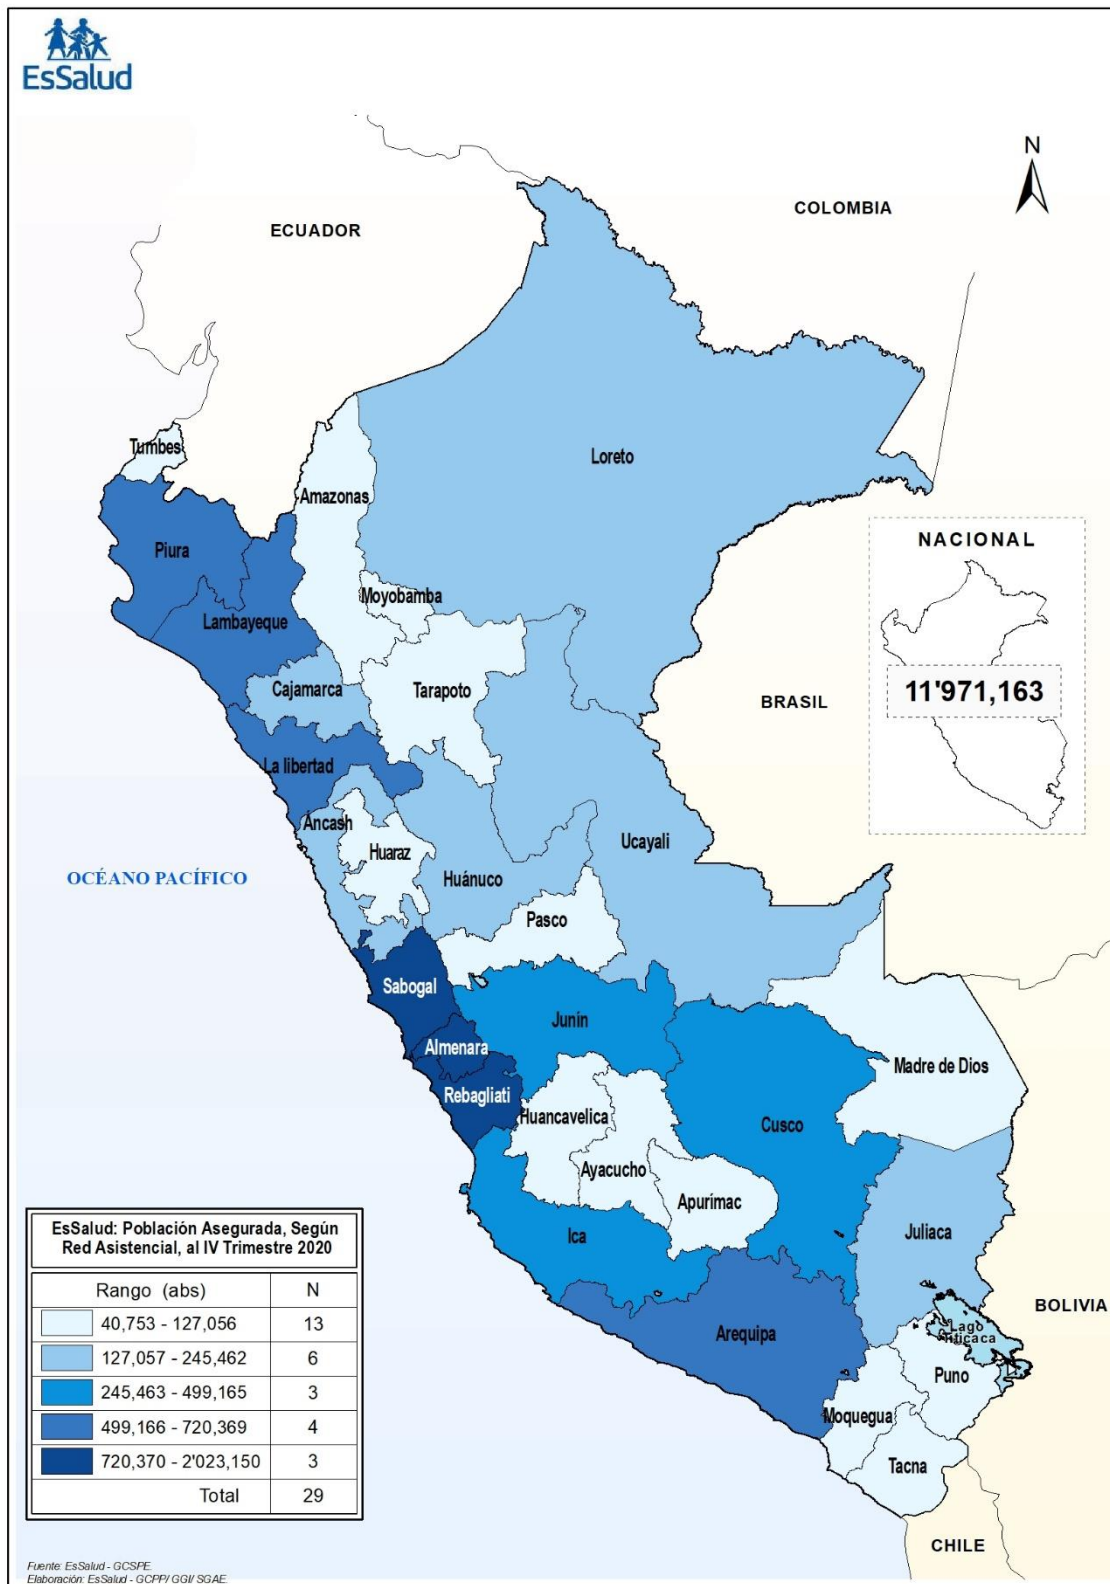 EsSalud
N
COLOMBIA
ECUADOR
Tumbes
Loreto
Amazonas
Piura
NACIONAL
Moyobamba
Lambayeque
Cajamarca
Tarapoto
11'971,163
BRASIL
La libertad
Áncash
Huaraz
Ucayali
OCÉANO PACÍFICO
Huánuco
Pasco
Sabogal
Junín
Almenara
Madre de Dios
Rebagliati
Huancavelica
Cusco
Ayacucho
Apurímac
Ica
Juliaca
BOLIVIA
Lago
Titicaca
Arequipa
Puno
Moquegua
Tacna
CHILE
EsSalud: Población Asegurada, Según
Red Asistencial, al IV Trimestre 2020
Rango (abs) N
40,753 - 127,056 13
127,057 - 245,462 6
245,463 - 499,165 3
499,166 - 720,369 4
720,370 - 2'023,150 3
Total 29
Fuente: EsSalud - GCSPE.
Elaboración: EsSalud - GCPP/ GGI/ SGAE